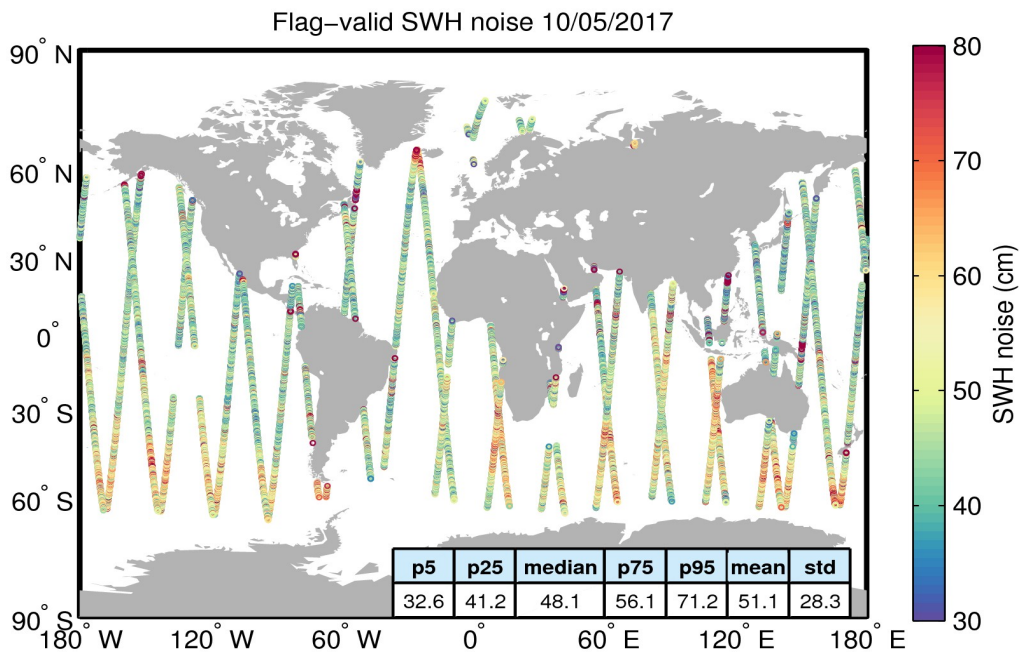 Flag−valid SWH noise 10/05/2017
90° N
60° N
30° N
0°
30° S
60° S
90° S
180° W
120° W
60° W
0°
60° E
120° E
180° E
p5 p25 median p75 p95 mean std
32.6 41.2 48.1 56.1 71.2 51.1 28.3
80
70
60
50
40
30
SWH noise (cm)